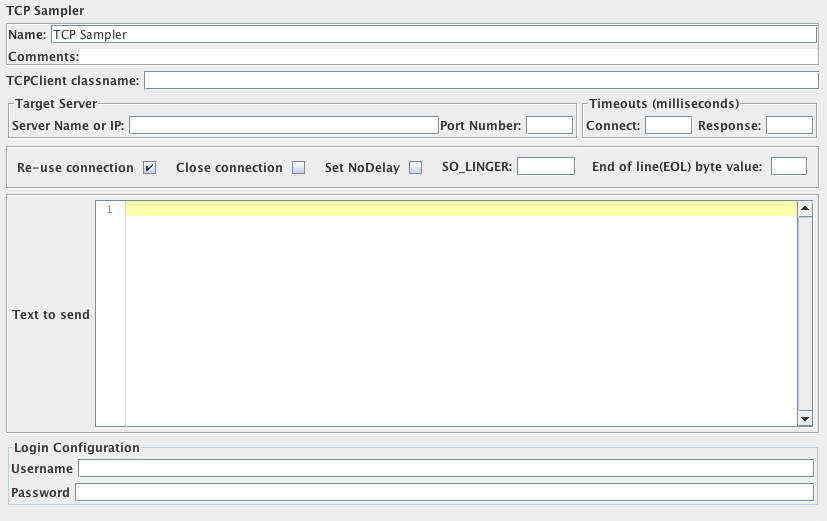 TCP Sampler
Name: TCP Sampler
Comments:
TCPClient classname:
Target Server Timeouts (milliseconds)
Server Name or IP: Port Number: Connect: Response:
Re-use connection Close connection Set NoDelay SO_LINGER: End of line(EOL) byte value:
1
Text to send
Login Configuration
Username
Password